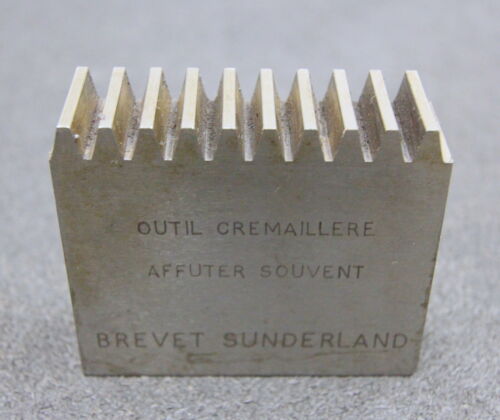 OUTIL CREMAILLERE
AFFUTER SOUVENT
BREVET SUNDERLAND